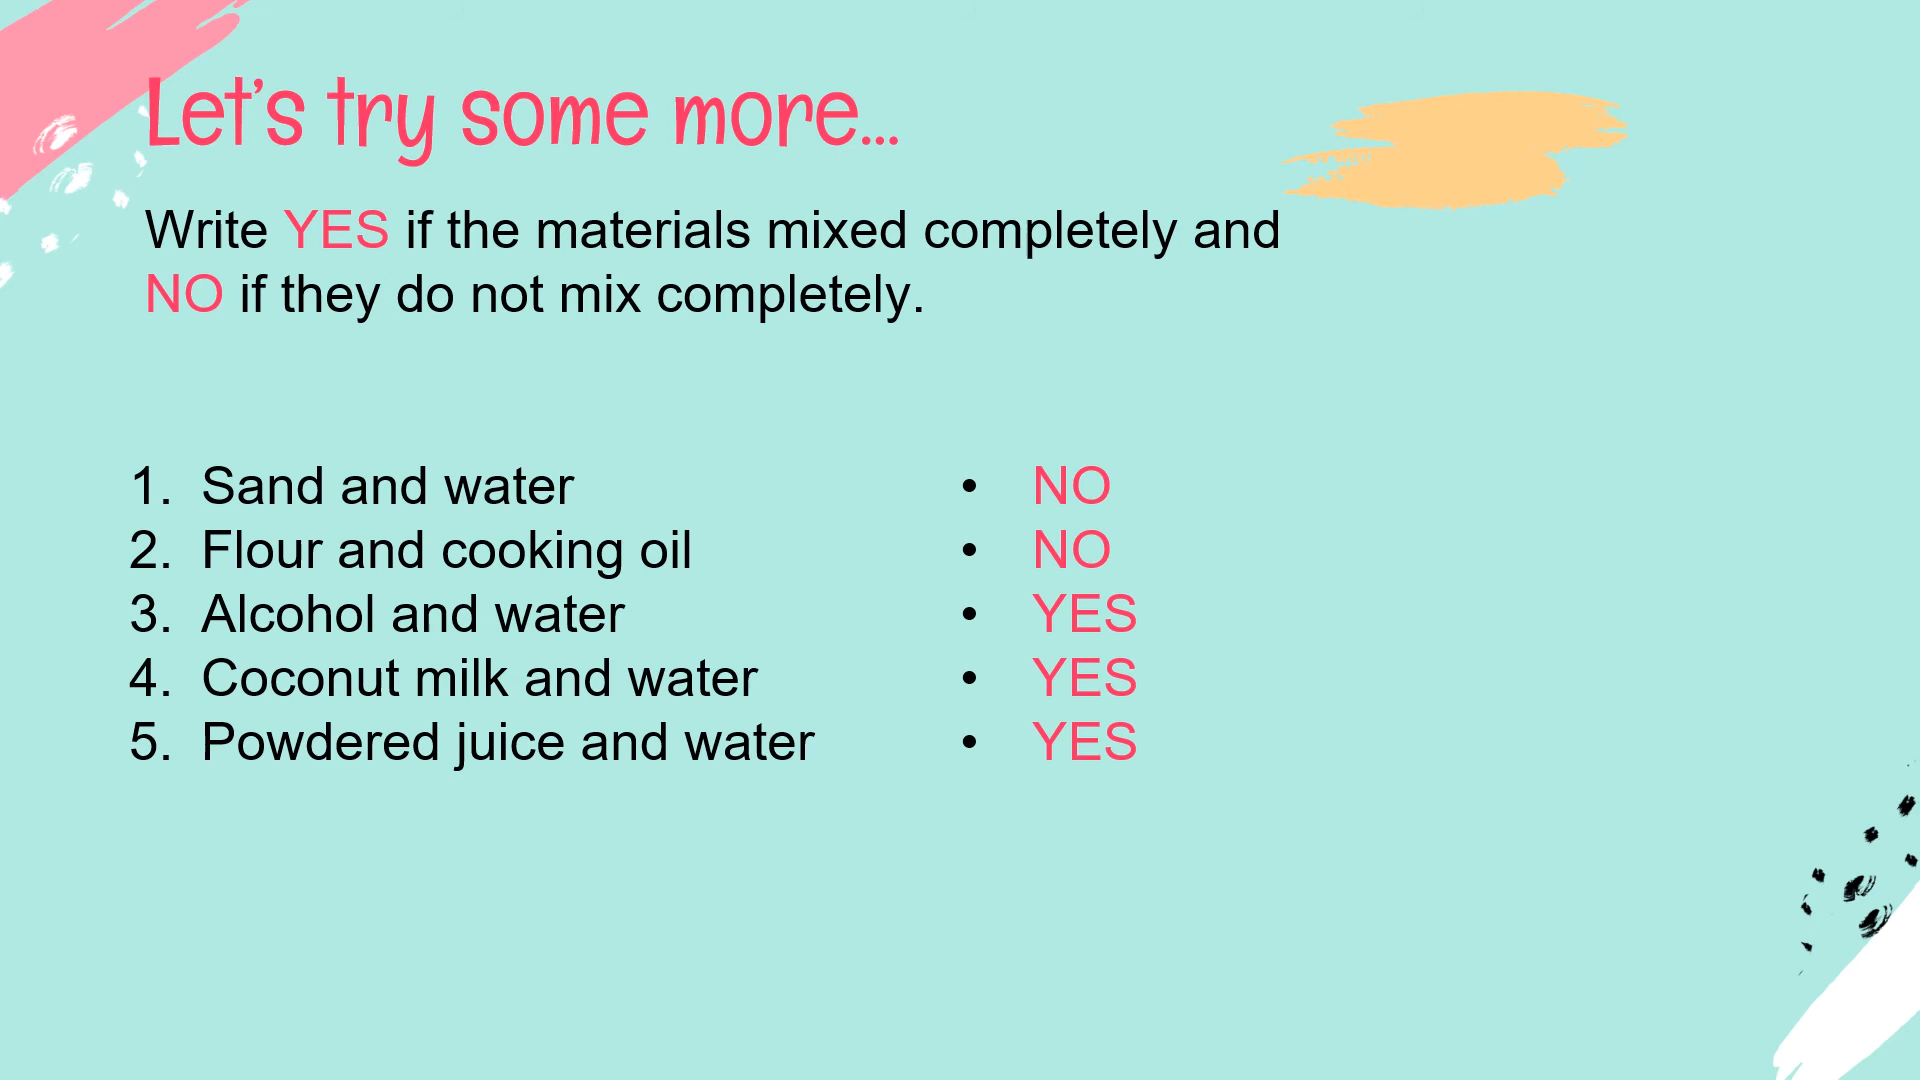 Let's try some more...
Write YES if the materials mixed completely and
NO if they do not mix completely.
1. Sand and water
2. Flour and cooking oil
3. Alcohol and water
4. Coconut milk and water
5. Powdered juice and water
• NO
• NO
• YES
• YES
• YES